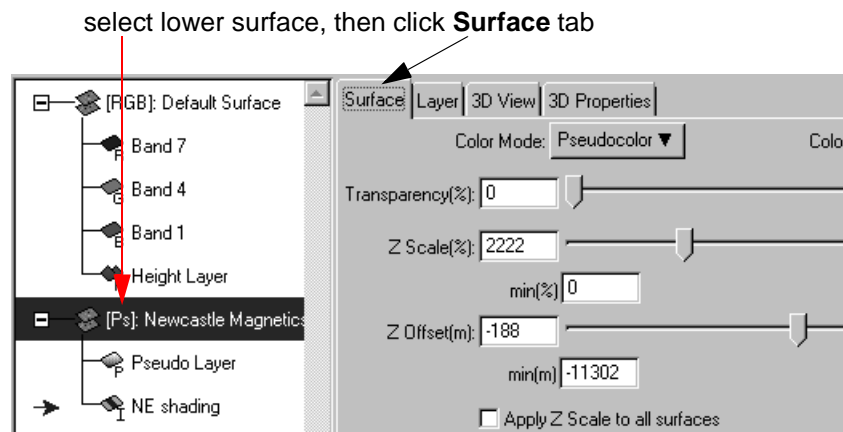 select lower surface, then click Surface tab
[RGB]: Default Surface
R Band 7
G Band 4
B Band 1
Height Layer
[Ps]: Newcastle Magnetics
P Pseudo Layer
I NE shading
Surface Layer 3D View 3D Properties
Color Mode: Pseudocolor ▼ Colo
Transparency(%): 0
Z Scale(%): 2222
min(%) 0
Z Offset(m): -188
min(m) -11302
Apply Z Scale to all surfaces